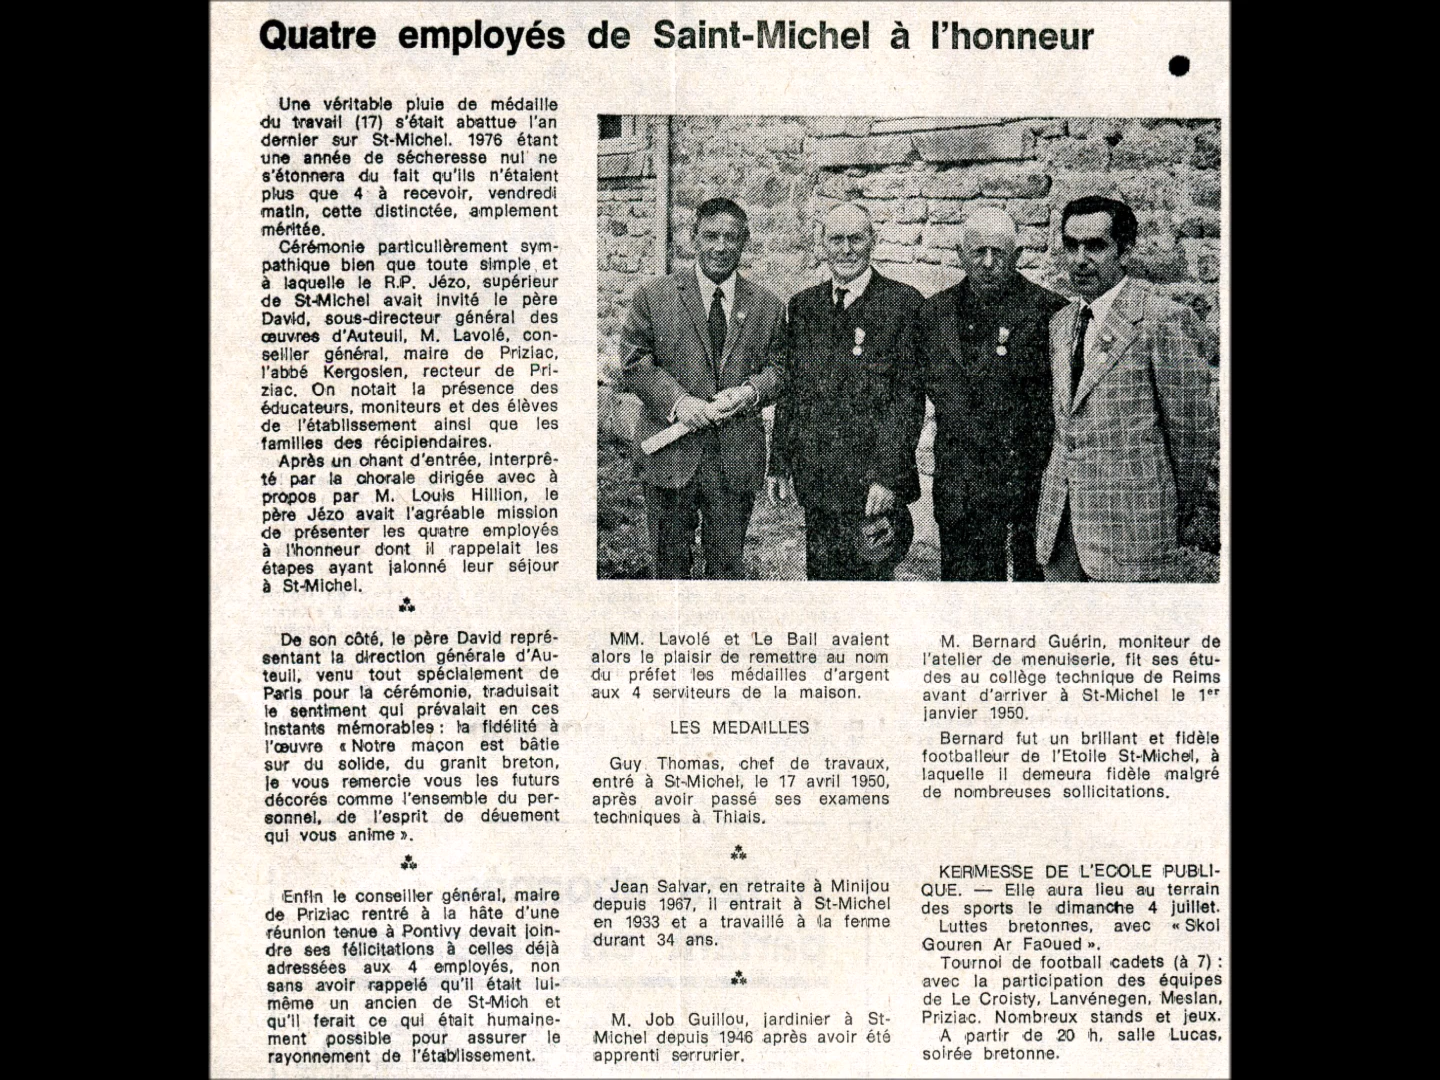 Quatre employés de Saint-Michel à l'honneur
Une véritable pluie de médaille
du travail (17) s'était abattue l'an
dernier sur St-Michel. 1976 étant
une année de sécheresse nul ne
s'étonnera du fait qu'ils n'étaient
plus que 4 à recevoir, vendredi
matin, cette distinctée, amplement
méritée.
Cérémonie particulièrement sym-
pathique bien que toute simple et
à laquelle le R.P. Jézo, supérieur
de St-Michel avait invité le père
David, sous-directeur général des
œuvres d'Auteuil, M. Lavolé, con-
seiller général, maire de Priziac,
l'abbé Kergosien, recteur de Pri-
ziac. On notait la présence des
éducateurs, moniteurs et des élèves
de l'établissement ainsi que les
familles des récipiendaires.
Après un chant d'entrée, interpré-
té par la chorale dirigée avec à
propos par M. Louis Hillion, le
père Jézo avait l'agréable mission
de présenter les quatre employés
à l'honneur dont il rappelait les
étapes ayant jalonné leur séjour
à St-Michel.
De son côté, le père David repré-
sentant la direction générale d'Au-
teuil, venu tout spécialement de
Paris pour la cérémonie, traduisait
le sentiment qui prévalait en ces
instants mémorables : la fidélité à
l'œuvre « Notre maçon est bâtie
sur du solide, du granit breton,
je vous remercie vous les futurs
décorés comme l'ensemble du per-
sonnel, de l'esprit de déuement
qui vous anime ».
Enfin le conseiller général, maire
de Priziac rentré à la hâte d'une
réunion tenue à Pontivy devait join-
dre ses félicitations à celles déjà
adressées aux 4 employés, non
sans avoir rappelé qu'il était lui-
même un ancien de St-Mich et
qu'il ferait ce qui était humaine-
ment possible pour assurer le
rayonnement de l'établissement.
MM. Lavolé et Le Bail avaient
alors le plaisir de remettre au nom
du préfet les médailles d'argent
aux 4 serviteurs de la maison.
LES MEDAILLES
Guy Thomas, chef de travaux,
entré à St-Michel, le 17 avril 1950,
après avoir passé ses examens
techniques à Thiais.
Jean Salvar, en retraite à Minijou
depuis 1967, il entrait à St-Michel
en 1933 et a travaillé à la ferme
durant 34 ans.
M. Job Guillou, jardinier à St-
Michel depuis 1946 après avoir été
apprenti serrurier.
M. Bernard Guérin, moniteur de
l'atelier de menuiserie, fit ses étu-
des au collège technique de Reims
avant d'arriver à St-Michel le 1er
janvier 1950.
Bernard fut un brillant et fidèle
footballeur de l'Etoile St-Michel, à
laquelle il demeura fidèle malgré
de nombreuses sollicitations.
KERMESSE DE L'ECOLE PUBLI-
QUE. — Elle aura lieu au terrain
des sports le dimanche 4 juillet.
Luttes bretonnes, avec « Skol
Gouren Ar Faoued ».
Tournoi de football cadets (à 7) :
avec la participation des équipes
de Le Croisty, Lanvénegen, Meslan,
Priziac. Nombreux stands et jeux.
A partir de 20 h, salle Lucas,
soirée bretonne.